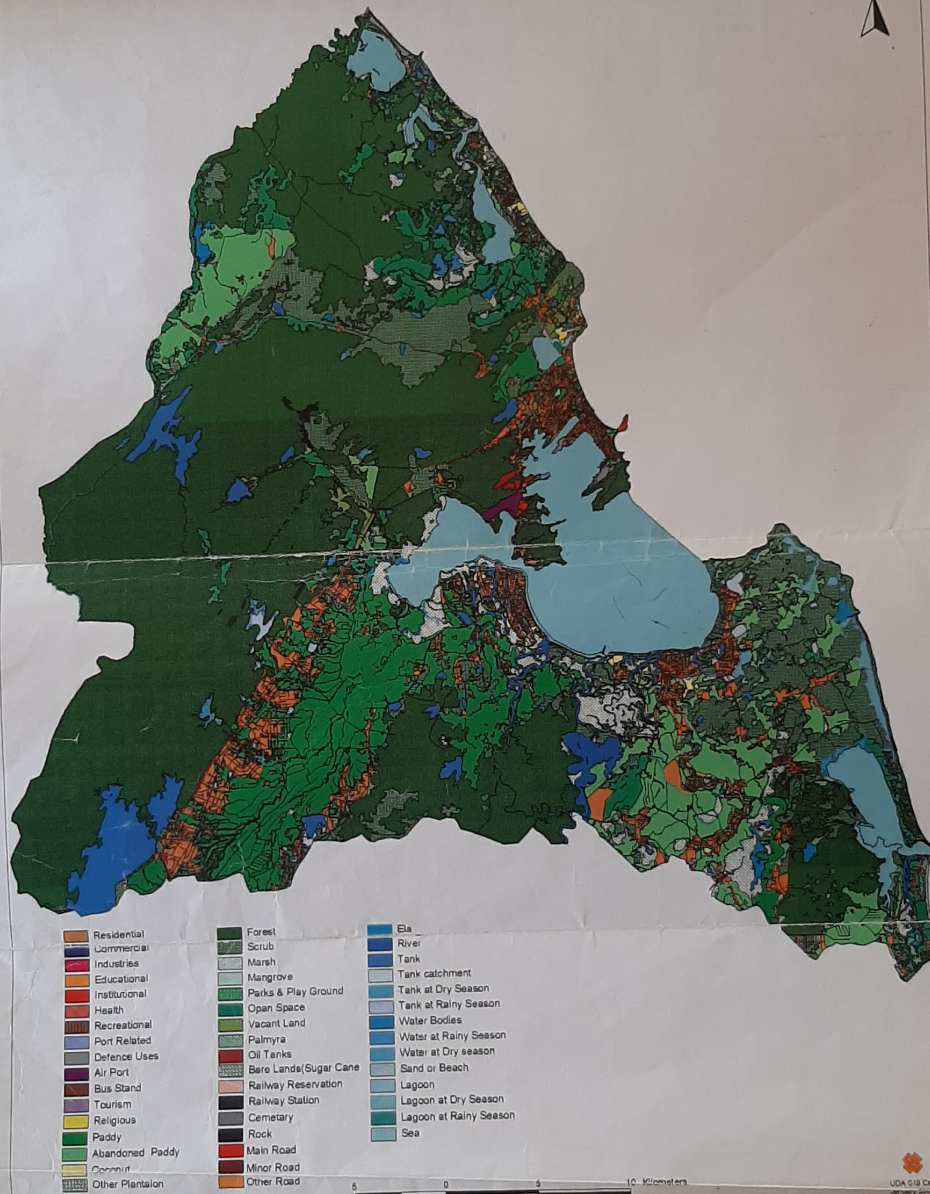 Residential
Commercial
Industries
Educational
Institutional
Health
Recreational
Port Related
Defence Uses
Air Port
Bus Stand
Tourism
Religious
Paddy
Abandoned Paddy
Coconut
Other Plantaion
Forest
Scrub
Marsh
Mangrove
Parks & Play Ground
Open Space
Vacant Land
Palmyra
Oil Tanks
Bare Lands(Sugar Cane
Railway Reservation
Railway Station
Cemetary
Rock
Main Road
Minor Road
Other Road
Ela
River
Tank
Tank catchment
Tank at Dry Season
Tank at Rainy Season
Water Bodies
Water at Rainy Season
Water at Dry season
Sand or Beach
Lagoon
Lagoon at Dry Season
Lagoon at Rainy Season
Sea
5 0 5 10 Kilometers
UDA GIS